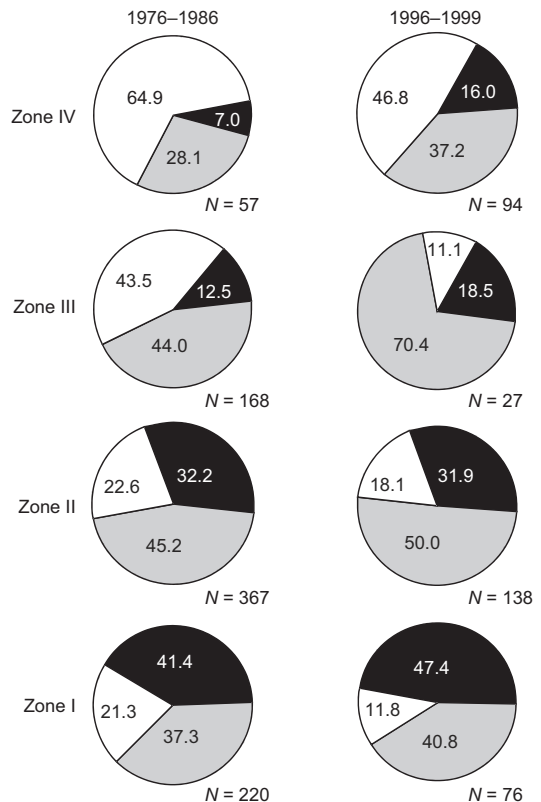 1976–1986 1996–1999
Zone IV
64.9 7.0 28.1
N = 57
46.8 16.0 37.2
N = 94
Zone III
43.5 12.5 44.0
N = 168
11.1 18.5 70.4
N = 27
Zone II
22.6 32.2 45.2
N = 367
18.1 31.9 50.0
N = 138
Zone I
41.4 21.3 37.3
N = 220
47.4 11.8 40.8
N = 76